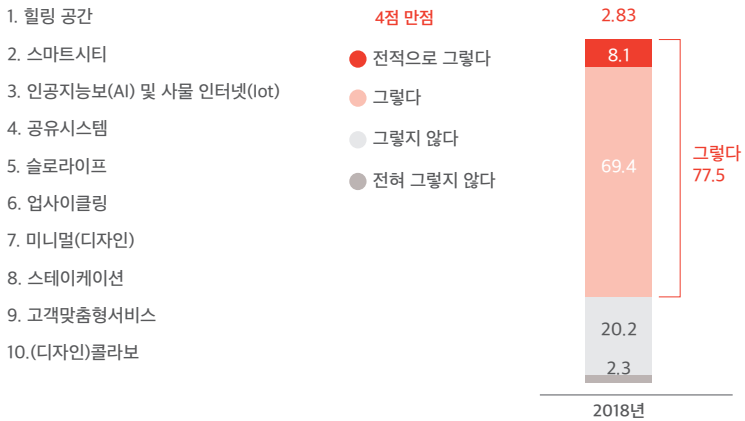 1. 힐링 공간
2. 스마트시티
3. 인공지능보(AI) 및 사물 인터넷(Iot)
4. 공유시스템
5. 슬로라이프
6. 업사이클링
7. 미니멀(디자인)
8. 스테이케이션
9. 고객맞춤형서비스
10.(디자인)콜라보
4점 만점
전적으로 그렇다
그렇다
그렇지 않다
전혀 그렇지 않다
2.83
8.1
69.4
20.2
2.3
그렇다
77.5
2018년